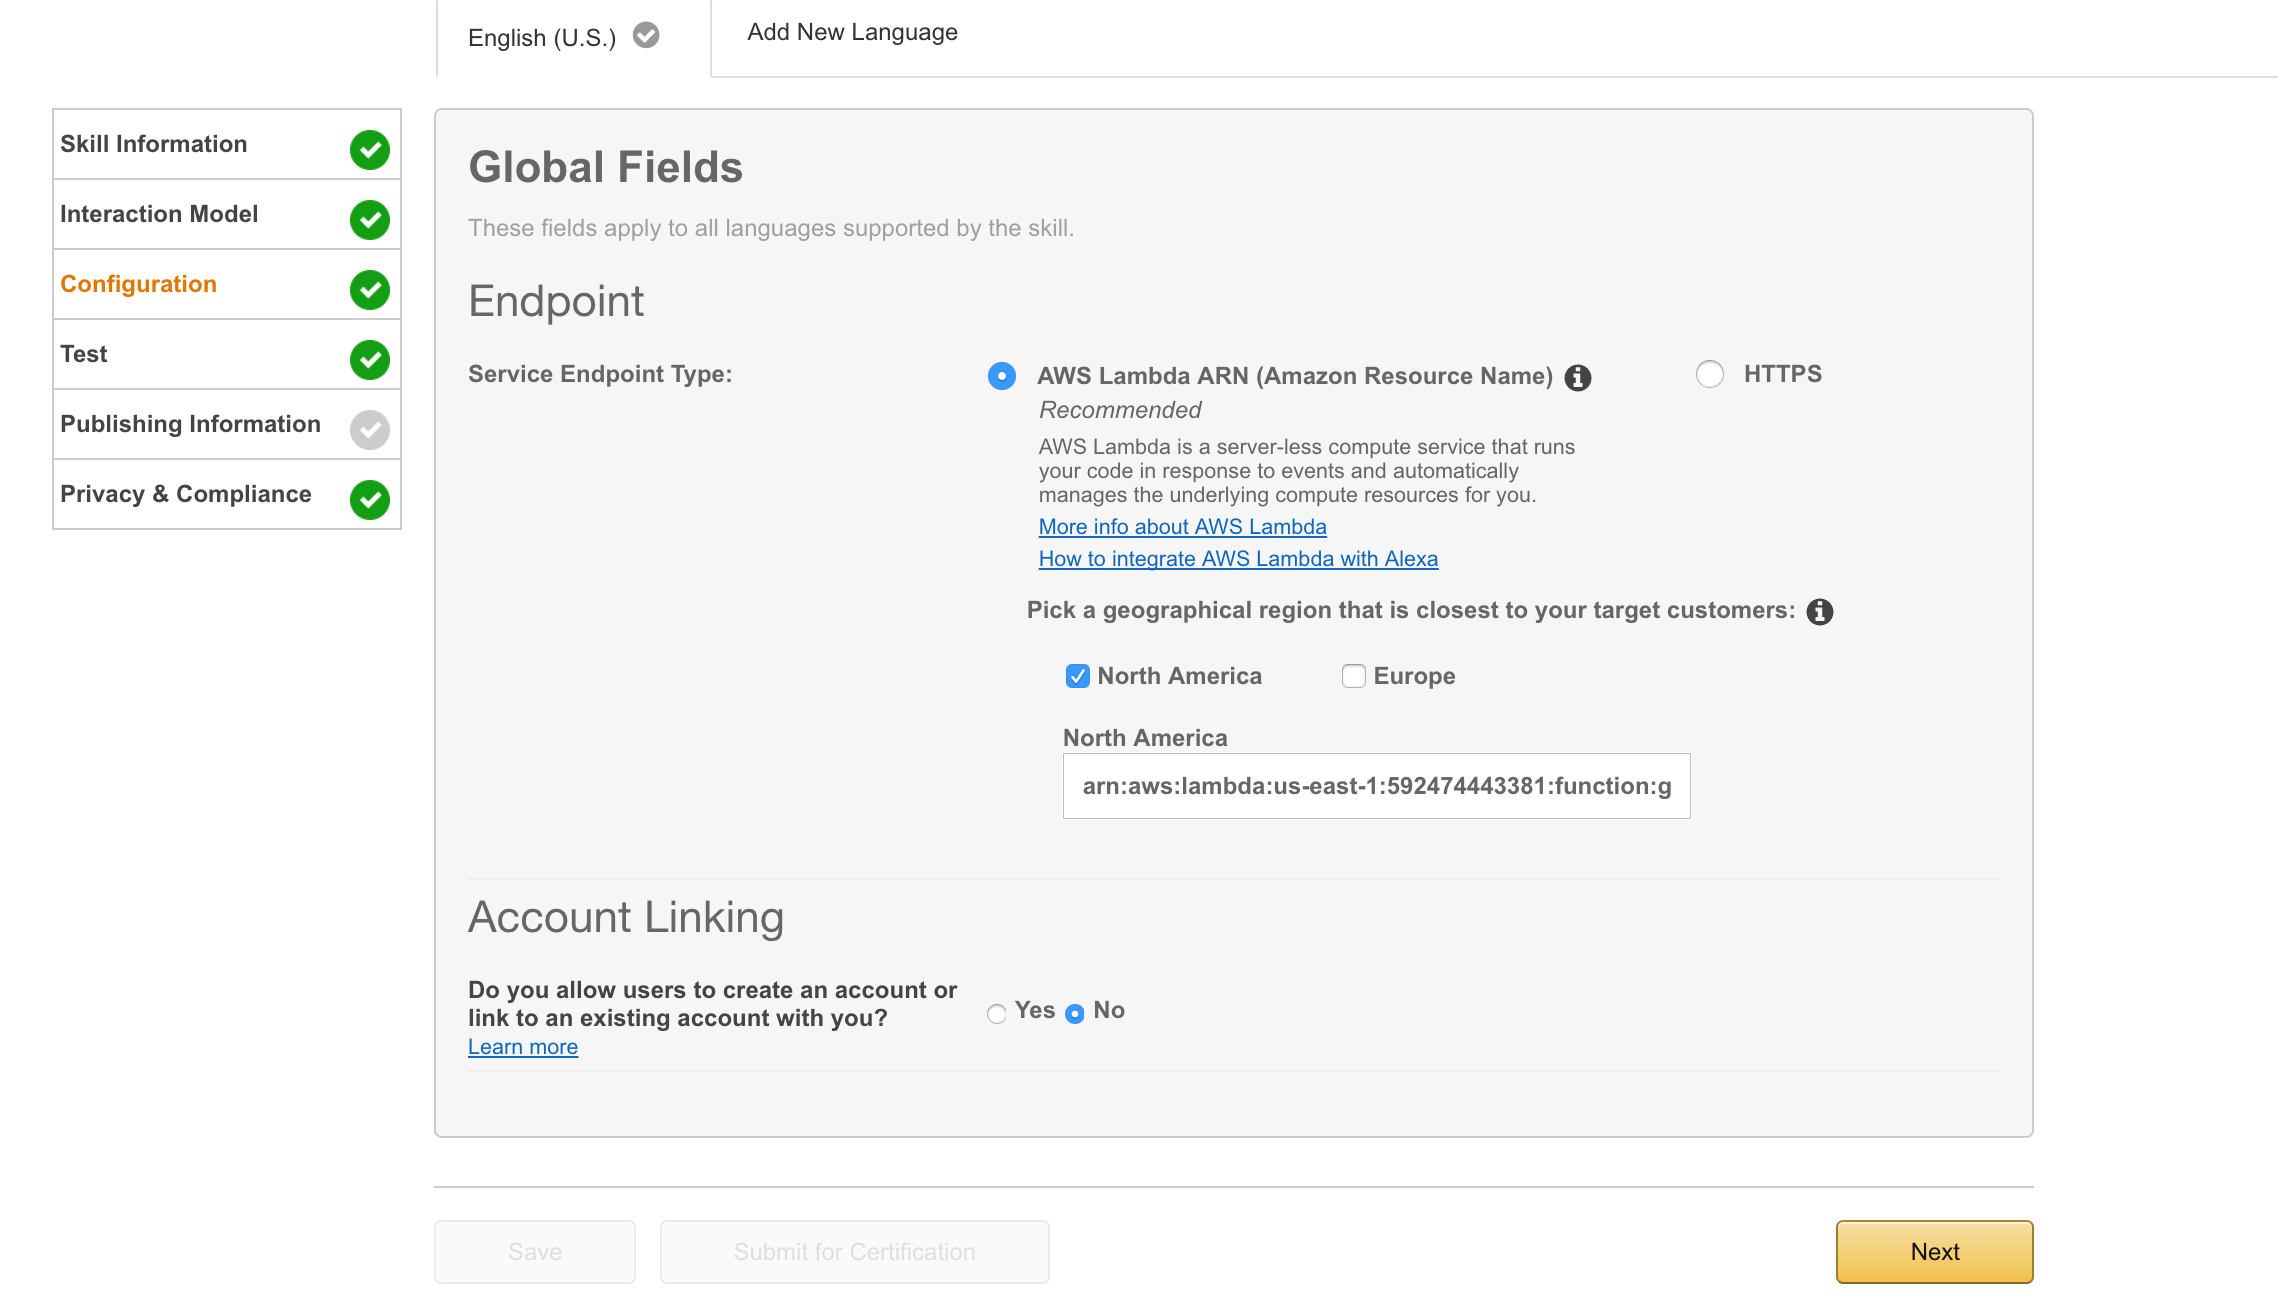 English (U.S.)
Add New Language
Skill Information
Interaction Model
Configuration
Test
Publishing Information
Privacy & Compliance
Global Fields
These fields apply to all languages supported by the skill.
Endpoint
Service Endpoint Type:
AWS Lambda ARN (Amazon Resource Name)
HTTPS
Recommended
AWS Lambda is a server-less compute service that runs
your code in response to events and automatically
manages the underlying compute resources for you.
More info about AWS Lambda
How to integrate AWS Lambda with Alexa
Pick a geographical region that is closest to your target customers:
North America
Europe
North America
arn:aws:lambda:us-east-1:592474443381:function:g
Account Linking
Do you allow users to create an account or
link to an existing account with you?
Yes
No
Learn more
Save
Submit for Certification
Next